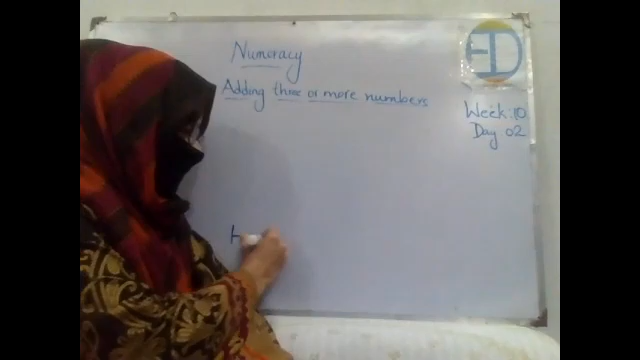 Numeracy
Adding three or more numbers
Week:10
Day 02
H